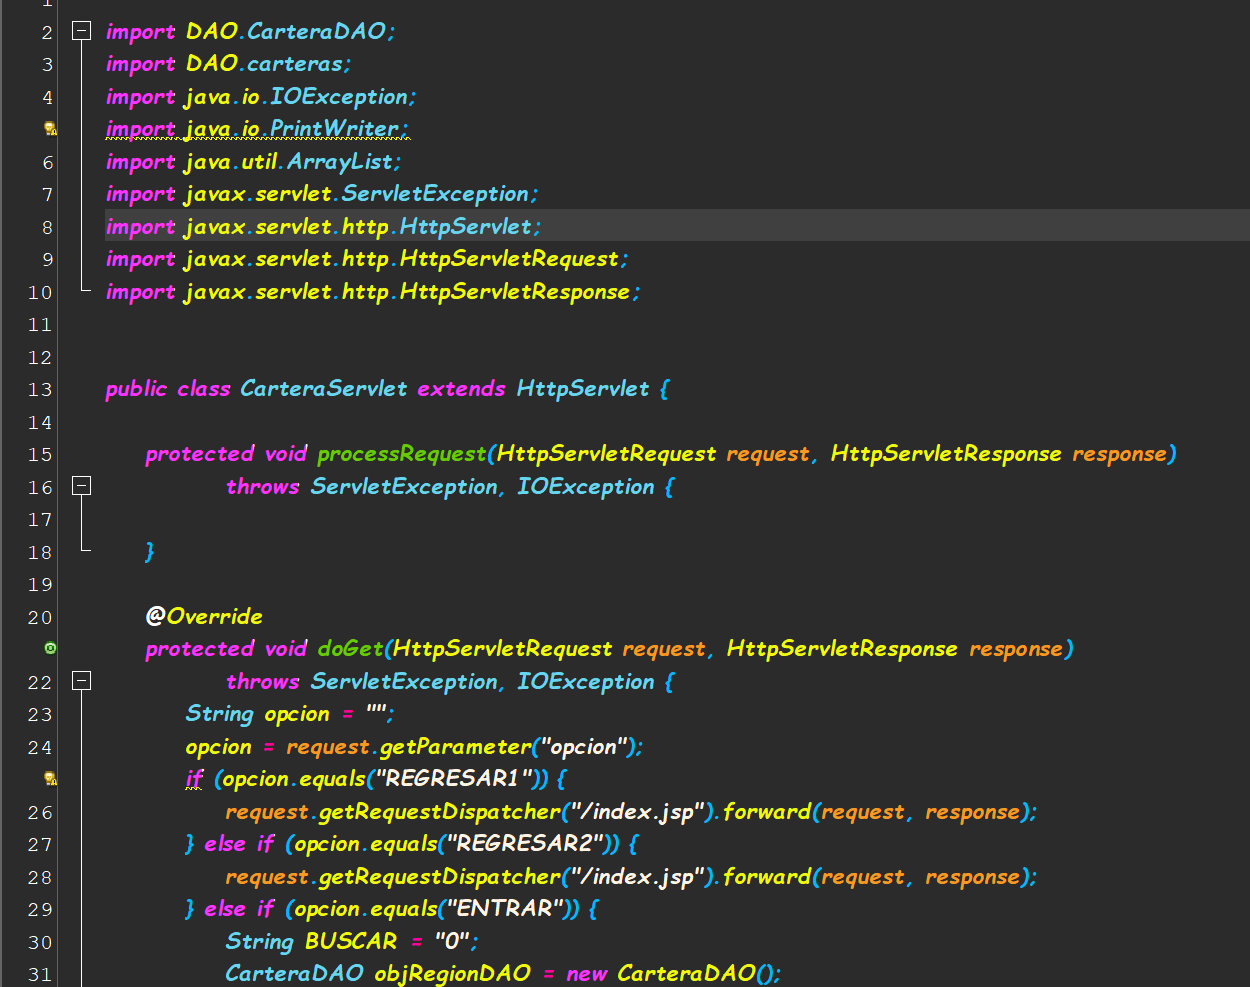 1
2 import DAO.CarteraDAO;
3 import DAO.carteras;
4 import java.io.IOException;
import java.io.PrintWriter;
6 import java.util.ArrayList;
7 import javax.servlet.ServletException;
8 import javax.servlet.http.HttpServlet;
9 import javax.servlet.http.HttpServletRequest;
10 import javax.servlet.http.HttpServletResponse;
11
12
13 public class CarteraServlet extends HttpServlet {
14
15 protected void processRequest(HttpServletRequest request, HttpServletResponse response)
16 throws ServletException, IOException {
17
18 }
19
20 @Override
protected void doGet(HttpServletRequest request, HttpServletResponse response)
22 throws ServletException, IOException {
23 String opcion = "";
24 opcion = request.getParameter("opcion");
if (opcion.equals("REGRESAR1")) {
26 request.getRequestDispatcher("/index.jsp").forward(request, response);
27 } else if (opcion.equals("REGRESAR2")) {
28 request.getRequestDispatcher("/index.jsp").forward(request, response);
29 } else if (opcion.equals("ENTRAR")) {
30 String BUSCAR = "0";
31 CarteraDAO objRegionDAO = new CarteraDAO();